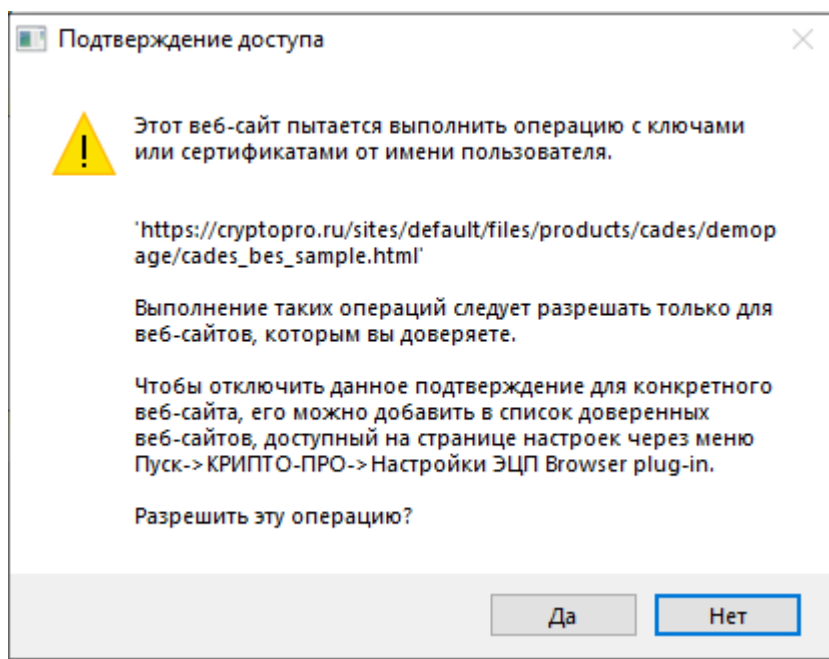 Подтверждение доступа
Этот веб-сайт пытается выполнить операцию с ключами
или сертификатами от имени пользователя.
'https://cryptopro.ru/sites/default/files/products/cades/demop
age/cades_bes_sample.html'
Выполнение таких операций следует разрешать только для
веб-сайтов, которым вы доверяете.
Чтобы отключить данное подтверждение для конкретного
веб-сайта, его можно добавить в список доверенных
веб-сайтов, доступный на странице настроек через меню
Пуск->КРИПТО-ПРО->Настройки ЭЦП Browser plug-in.
Разрешить эту операцию?
Да
Нет